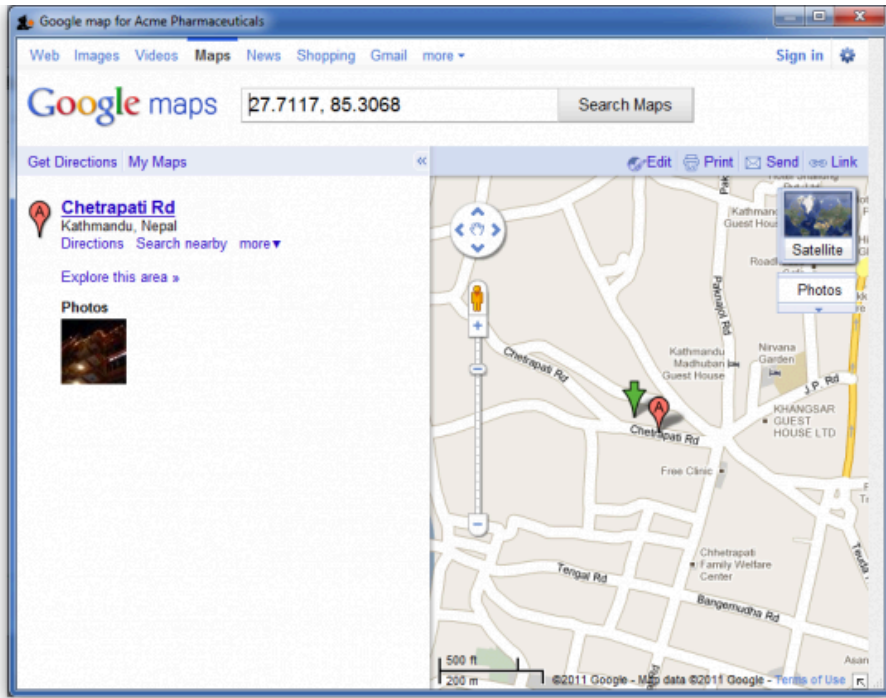 Google map for Acme Pharmaceuticals
Web Images Videos Maps News Shopping Gmail more
Sign in
Google maps
27.7117, 85.3068
Search Maps
Get Directions My Maps
«
Edit Print Send Link
A
Chetrapati Rd
Kathmandu, Nepal
Directions Search nearby more▼
Explore this area »
Photos
Kathmandu
Guest House
Satellite
Photos
Paknajol Rd
Chetrapati Rd
Kathmandu
Madhuban
Guest House
Nirvana
Garden
J.P. Rd
KHANGSAR
GUEST
HOUSE LTD
A
Chetrapati Rd
Free Clinic
Chhetrapati
Family Welfare
Center
Tengal Rd
Bangemudha Rd
500 ft
200 m
©2011 Google - Map data ©2011 Google - Terms of Use